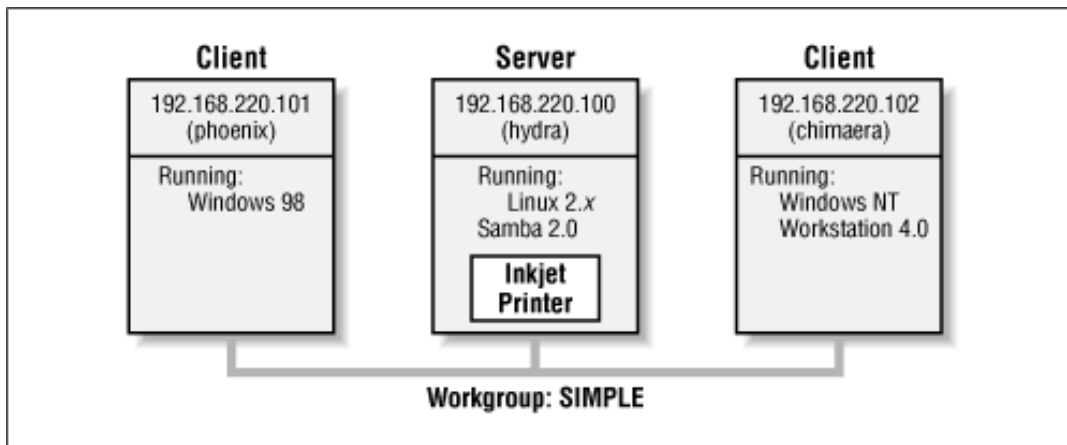 Client
192.168.220.101
(phoenix)
Running:
Windows 98
Server
192.168.220.100
(hydra)
Running:
Linux 2.x
Samba 2.0
Inkjet
Printer
Client
192.168.220.102
(chimaera)
Running:
Windows NT
Workstation 4.0
Workgroup: SIMPLE